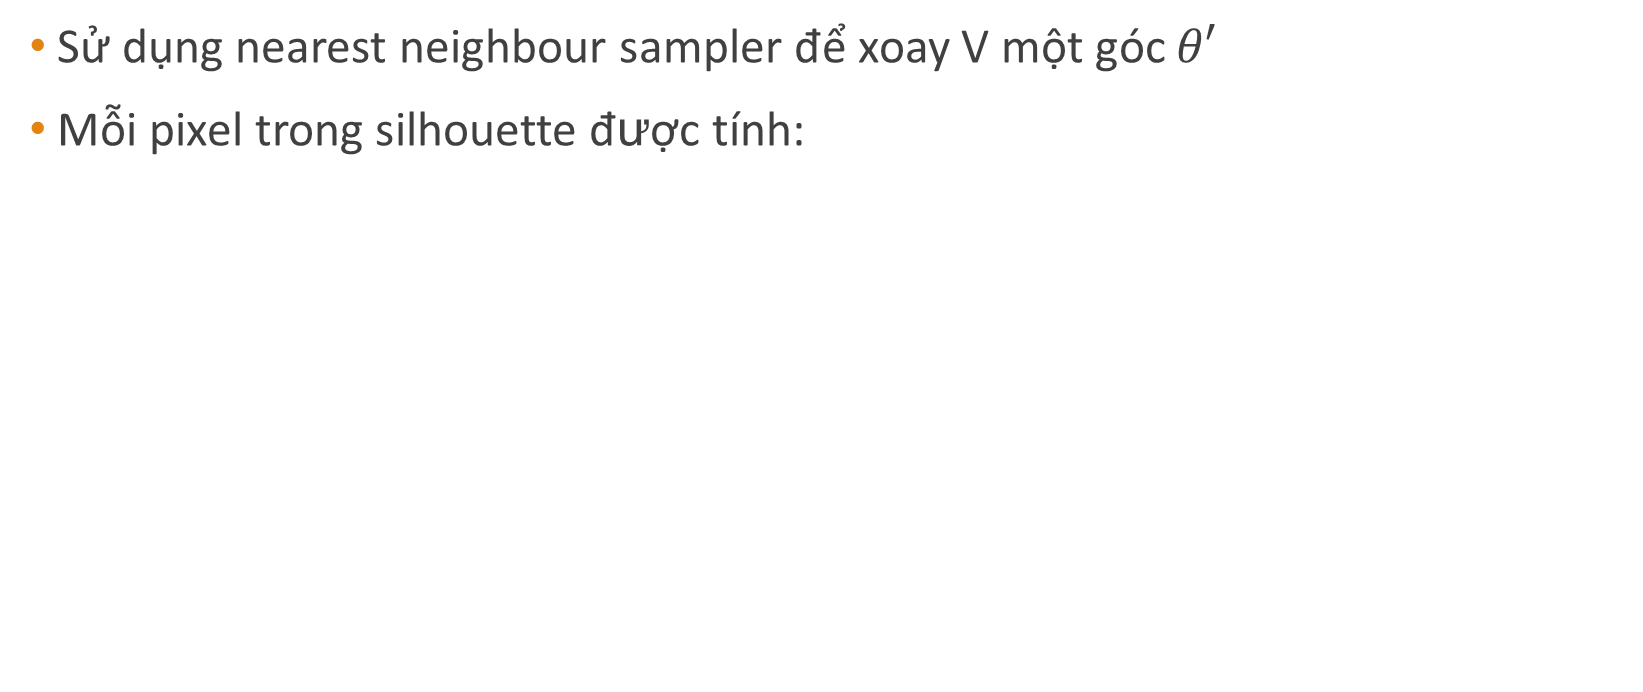 • Sử dụng nearest neighbour sampler để xoay V một góc θ′
• Mỗi pixel trong silhouette được tính: